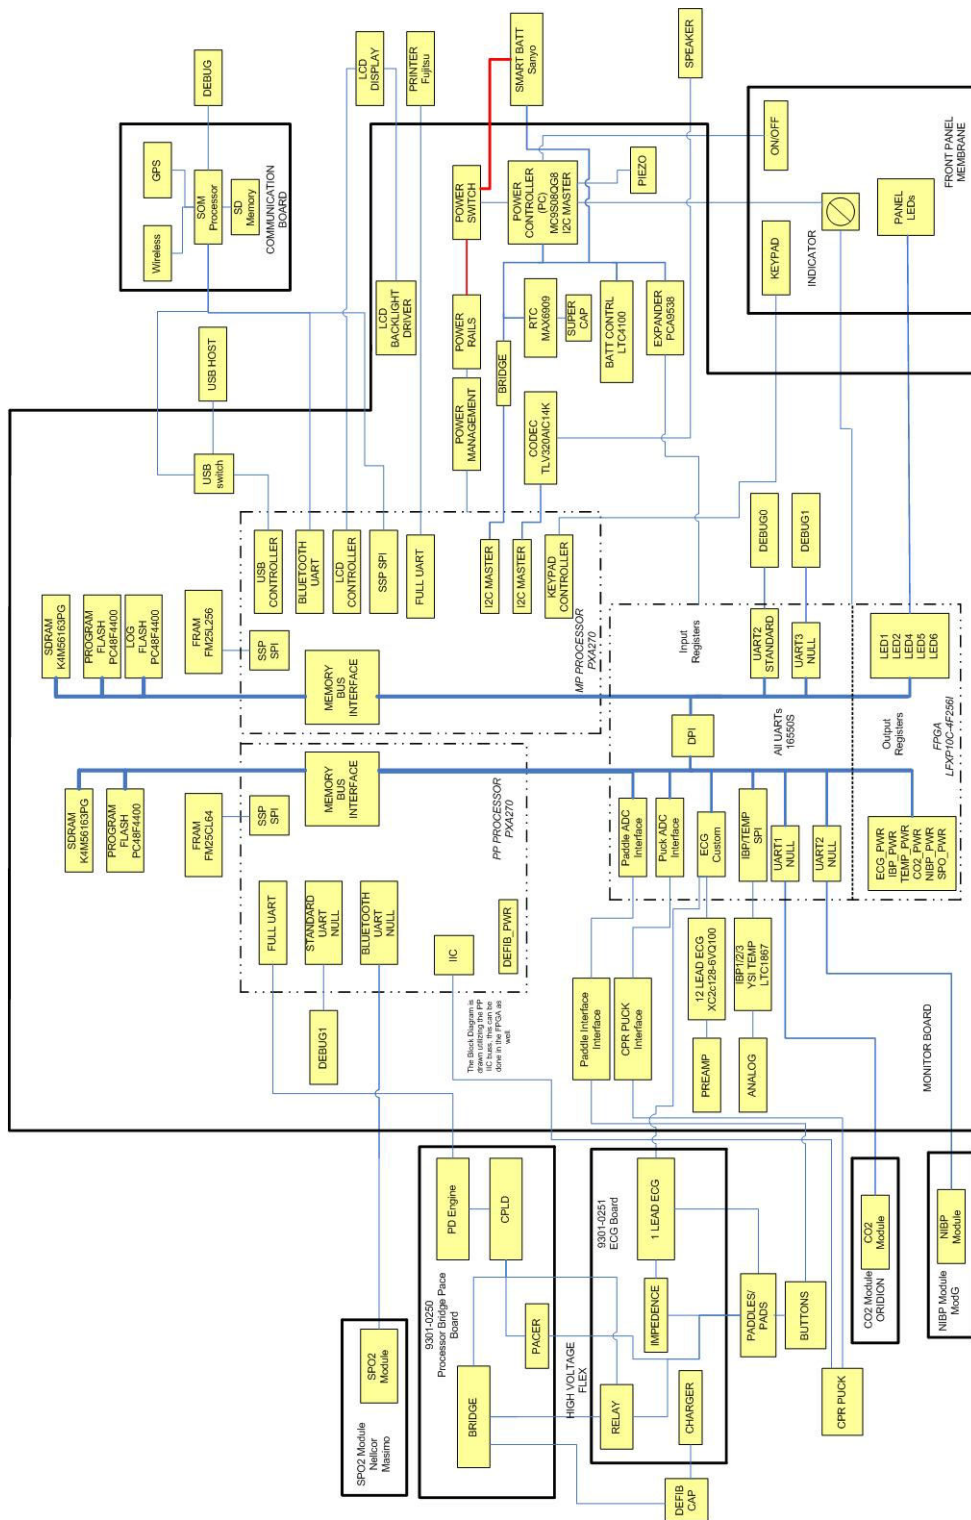 SPO2 Module
Nellcor
Masimo
SPO2
Module
9301-0250
Processor Bridge Pace
Board
PD Engine
CPLD
BRIDGE
PACER
HIGH VOLTAGE
FLEX
9301-0251
ECG Board
1 LEAD ECG
IMPEDENCE
RELAY
CHARGER
DEFIB
CAP
PADDLES/
PADS
BUTTONS
CPR PUCK
CO2 Module
ORIDION
CO2
Module
NIBP Module
ModG
NIBP
Module
SDRAM
K4M56163PG
PROGRAM
FLASH
PC48F4400
FRAM
FM25CL64
SSP
SPI
MEMORY
BUS
INTERFACE
PP PROCESSOR
PXA270
FULL UART
STANDARD
UART
NULL
BLUETOOTH
UART
NULL
IIC
DEFIB_PWR
DEBUG1
The Block Diagram is
drawn utilizing the PP
IIC buss, this can be
done in the FPGA as
well
Paddle Interface
Interface
CPR PUCK
Interface
PREAMP
12 LEAD ECG
XC2c128-6VQ100
ANALOG
IBP1/2/3
YSI TEMP
LTC1867
MONITOR BOARD
Paddle ADC
Interface
Puck ADC
Interface
ECG
Custom
IBP/TEMP
SPI
UART1
NULL
UART2
NULL
ECG_PWR
IBP_PWR
TEMP_PWR
CO2_PWR
NIBP_PWR
SPO_PWR
DPI
All UARTs
16550S
Input
Registers
Output
Registers
FPGA
LFXP10C-4F256I
UART2
STANDARD
UART3
NULL
DEBUG0
DEBUG1
LED1
LED2
LED4
LED5
LED6
SDRAM
K4M56163PG
PROGRAM
FLASH
PC48F4400
LOG
FLASH
PC48F4400
FRAM
FM25L256
SSP
SPI
MEMORY
BUS
INTERFACE
MP PROCESSOR
PXA270
USB
CONTROLLER
BLUETOOTH
UART
LCD
CONTROLLER
SSP SPI
FULL UART
I2C MASTER
I2C MASTER
KEYPAD
CONTROLLER
USB
switch
USB HOST
POWER
MANAGEMENT
POWER
RAILS
POWER
SWITCH
LCD
BACKLIGHT
DRIVER
BRIDGE
CODEC
TLV320AIC14K
RTC
MAX6909
SUPER
CAP
BATT CONTRL
LTC4100
EXPANDER
PCA9538
POWER
CONTROLLER
(PC)
MC9S08QG8
I2C MASTER
PIEZO
COMMUNICATION
BOARD
Wireless
GPS
SOM
Processor
SD
Memory
DEBUG
LCD
DISPLAY
PRINTER
Fujitsu
SMART BATT
Sanyo
SPEAKER
KEYPAD
ON/OFF
INDICATOR
PANEL
LEDs
FRONT PANEL
MEMBRANE